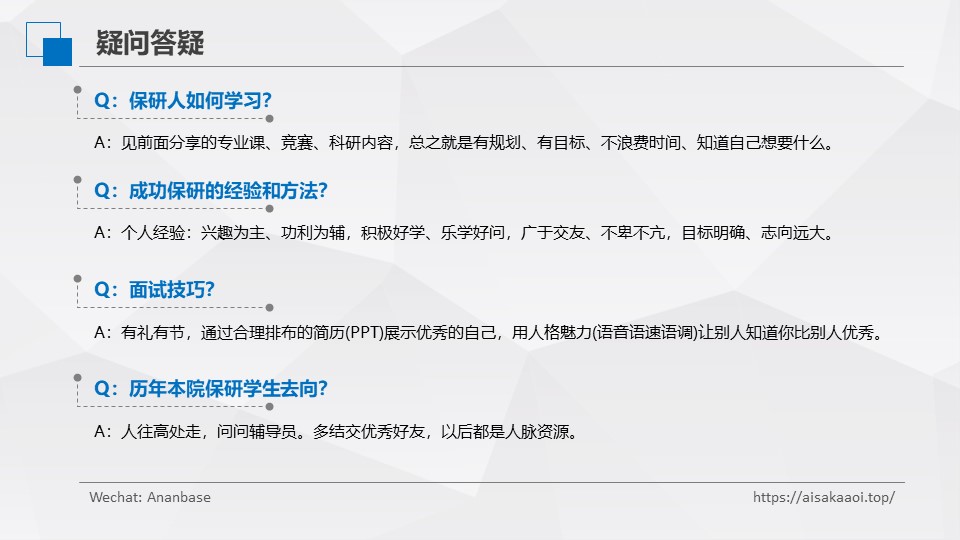 疑问答疑
Q：保研人如何学习？
A：见前面分享的专业课、竞赛、科研内容，总之就是有规划、有目标、不浪费时间、知道自己想要什么。
Q：成功保研的经验和方法？
A：个人经验：兴趣为主、功利为辅，积极好学、乐学好问，广于交友、不卑不亢，目标明确、志向远大。
Q：面试技巧？
A：有礼有节，通过合理排布的简历(PPT)展示优秀的自己，用人格魅力(语音语速语调)让别人知道你比别人优秀。
Q：历年本院保研学生去向？
A：人往高处走，问问辅导员。多结交优秀好友，以后都是人脉资源。
Wechat: Ananbase
https://aisakaaoi.top/